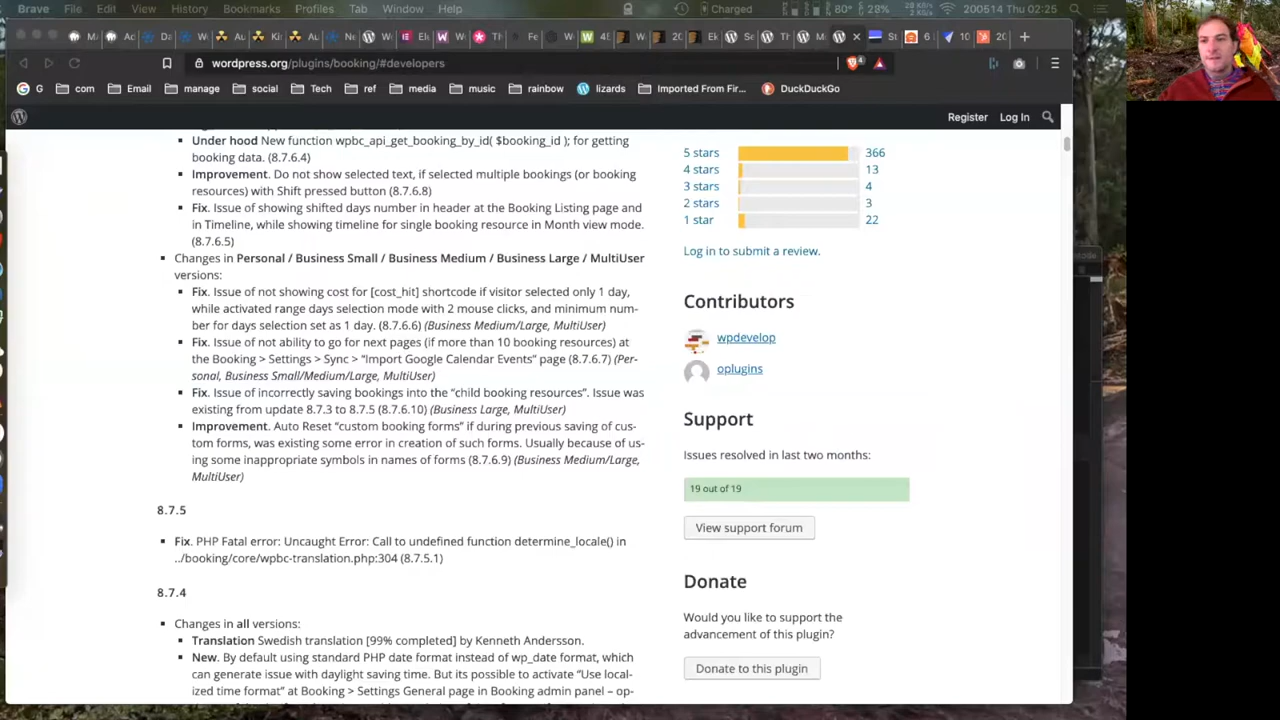 Brave File Edit View History Bookmarks Profiles Tab Window Help Charged 80° 28% 200514 Thu 02:25
wordpress.org/plugins/booking/#developers
G com Email manage social Tech ref media music rainbow lizards Imported From Fir... DuckDuckGo
Register Log In
Under hood New function wpbc_api_get_booking_by_id( $booking_id ); for getting
booking data. (8.7.6.4)
Improvement. Do not show selected text, if selected multiple bookings (or booking
resources) with Shift pressed button (8.7.6.8)
Fix. Issue of showing shifted days number in header at the Booking Listing page and
in Timeline, while showing timeline for single booking resource in Month view mode.
(8.7.6.5)
Changes in Personal / Business Small / Business Medium / Business Large / MultiUser
versions:
Fix. Issue of not showing cost for [cost_hit] shortcode if visitor selected only 1 day,
while activated range days selection mode with 2 mouse clicks, and minimum num-
ber for days selection set as 1 day. (8.7.6.6) (Business Medium/Large, MultiUser)
Fix. Issue of not ability to go for next pages (if more than 10 booking resources) at
the Booking > Settings > Sync > "Import Google Calendar Events" page (8.7.6.7) (Per-
sonal, Business Small/Medium/Large, MultiUser)
Fix. Issue of incorrectly saving bookings into the "child booking resources". Issue was
existing from update 8.7.3 to 8.7.5 (8.7.6.10) (Business Large, MultiUser)
Improvement. Auto Reset "custom booking forms" if during previous saving of cus-
tom forms, was existing some error in creation of such forms. Usually because of us-
ing some inappropriate symbols in names of forms (8.7.6.9) (Business Medium/Large,
MultiUser)
8.7.5
Fix. PHP Fatal error: Uncaught Error: Call to undefined function determine_locale() in
../booking/core/wpbc-translation.php:304 (8.7.5.1)
8.7.4
Changes in all versions:
Translation Swedish translation [99% completed] by Kenneth Andersson.
New. By default using standard PHP date format instead of wp_date format, which
can generate issue with daylight saving time. But its possible to activate "Use local-
ized time format" at Booking > Settings General page in Booking admin panel – op-
5 stars 366
4 stars 13
3 stars 4
2 stars 3
1 star 22
Log in to submit a review.
Contributors
wpdevelop
oplugins
Support
Issues resolved in last two months:
19 out of 19
View support forum
Donate
Would you like to support the
advancement of this plugin?
Donate to this plugin